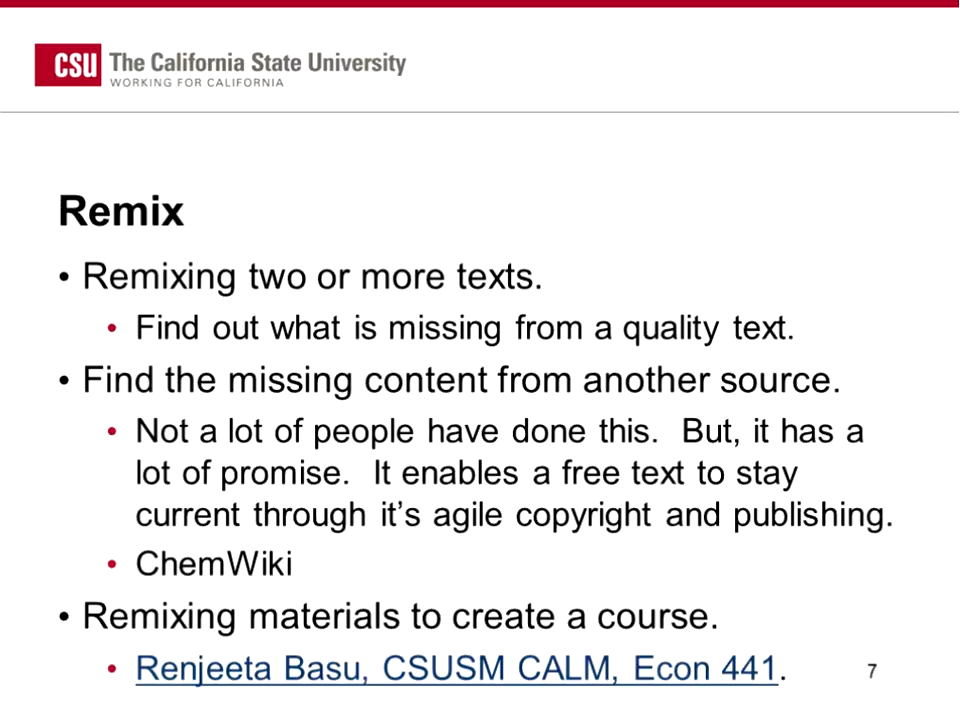 CSU The California State University
WORKING FOR CALIFORNIA
Remix
• Remixing two or more texts.
• Find out what is missing from a quality text.
• Find the missing content from another source.
• Not a lot of people have done this. But, it has a
lot of promise. It enables a free text to stay
current through it’s agile copyright and publishing.
• ChemWiki
• Remixing materials to create a course.
• Renjeeta Basu, CSUSM CALM, Econ 441.
7